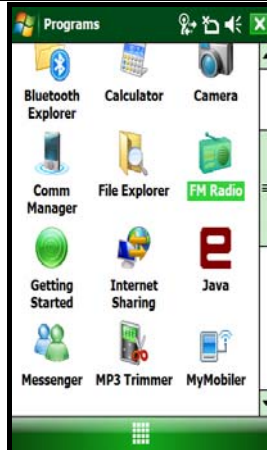 Programs
Bluetooth Calculator Camera
Explorer
Comm File Explorer FM Radio
Manager
Getting Internet Java
Started Sharing
Messenger MP3 Trimmer MyMobiler